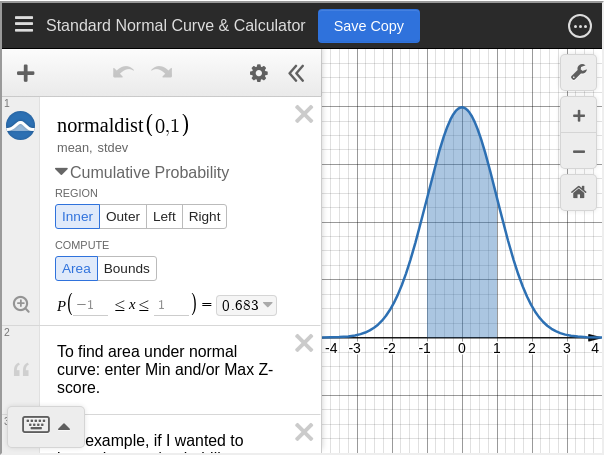 Standard Normal Curve & Calculator
Save Copy
1
normaldist(0,1)
mean, stdev
Cumulative Probability
REGION
Inner Outer Left Right
COMPUTE
Area Bounds
P(−1 ≤ x ≤ 1) = 0.683
2
To find area under normal
curve: enter Min and/or Max Z-
score.
3
example, if I wanted to
-4 -3 -2 -1 0 1 2 3 4